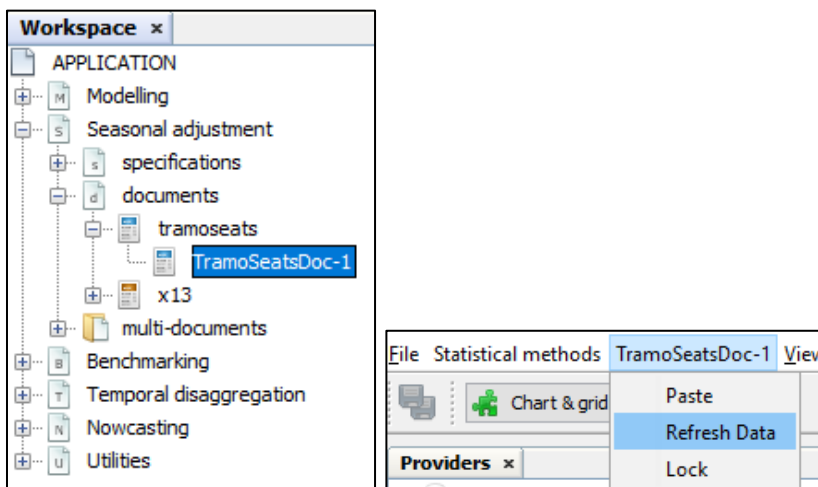 Workspace ×
APPLICATION
M Modelling
S Seasonal adjustment
s specifications
d documents
tramoseats
TramoSeatsDoc-1
x13
multi-documents
B Benchmarking
T Temporal disaggregation
N Nowcasting
U Utilities
File Statistical methods TramoSeatsDoc-1 View
Chart & grid
Paste
Refresh Data
Lock
Providers ×